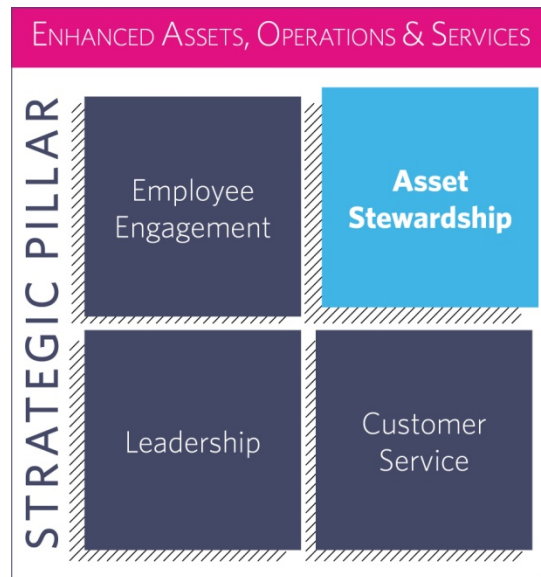 ENHANCED ASSETS, OPERATIONS & SERVICES
STRATEGIC PILLAR
Employee
Engagement
Asset
Stewardship
Leadership
Customer
Service